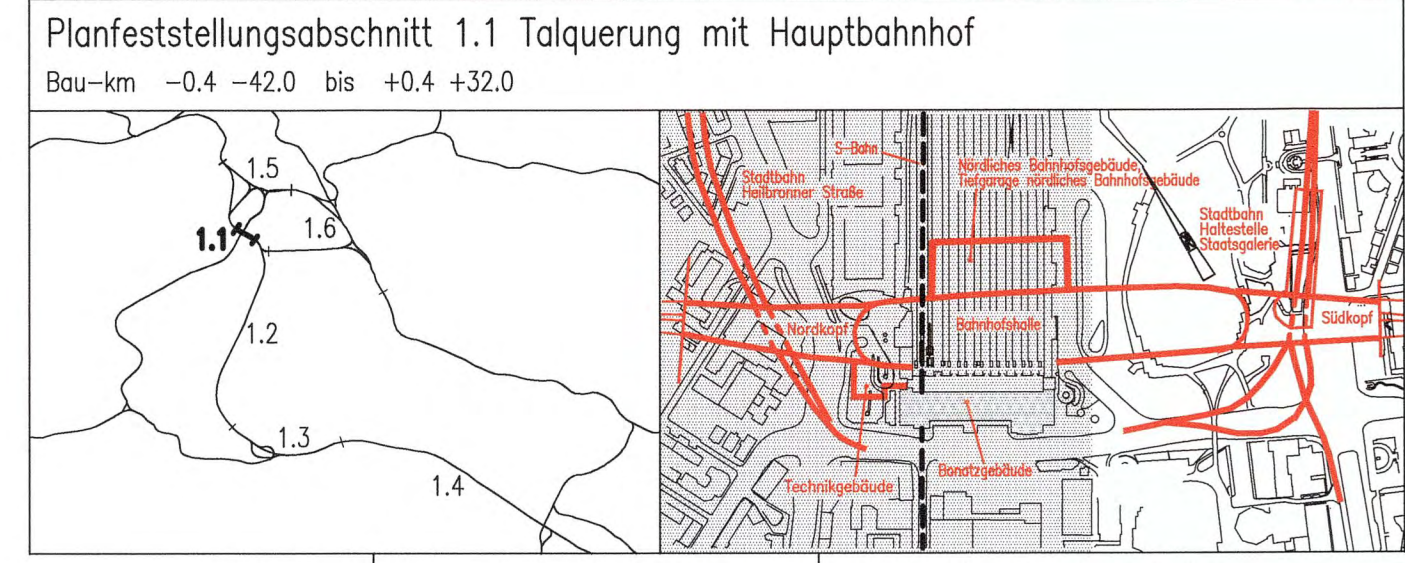 Planfeststellungsabschnitt 1.1 Talquerung mit Hauptbahnhof
Bau-km -0.4 -42.0 bis +0.4 +32.0
1.5
1.6
1.1
1.2
1.3
1.4
S-Bahn
Nördliches Bahnhofsgebäude,
Tiefgarage nördliches Bahnhofsgebäude
Stadtbahn
Heilbronner Straße
Stadtbahn
Haltestelle
Staatsgalerie
Nordkopf
Bahnhofshalle
Südkopf
Technikgebäude
Bonatzgebäude